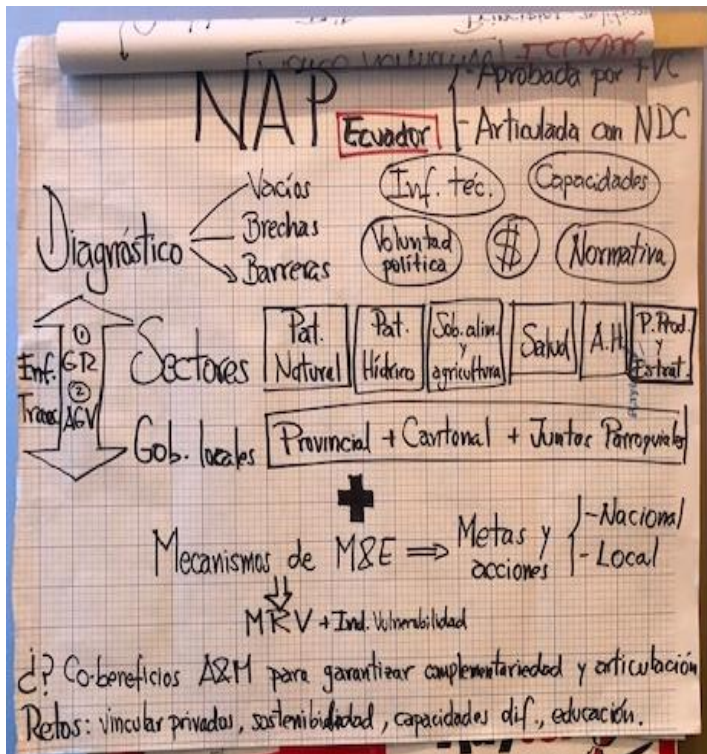 NAP
Ecuador
- Aprobada por
- Articulada con NDC
Diagnóstico
Vacíos
Brechas
Barreras
Inf. téc.
Capacidades
Voluntad política
$
Normativa
Enf. Trans
①
GR
②
AGV
Sectores
Pat. Natural
Pat. Hídrico
Sob. alim. y agricultura
Salud
A.H.
P. Prod. y Estrat.
Gob. locales
Provincial + Cantonal + Juntas Parroquiales
+
Mecanismos de M&E ⇒ Metas y acciones
- Nacional
- Local
⇓
MRV + Ind. Vulnerabilidad
¿? Co-beneficios A&M para garantizar complementariedad y articulación
Retos: vincular privados, sostenibilidad, capacidades dif., educación.